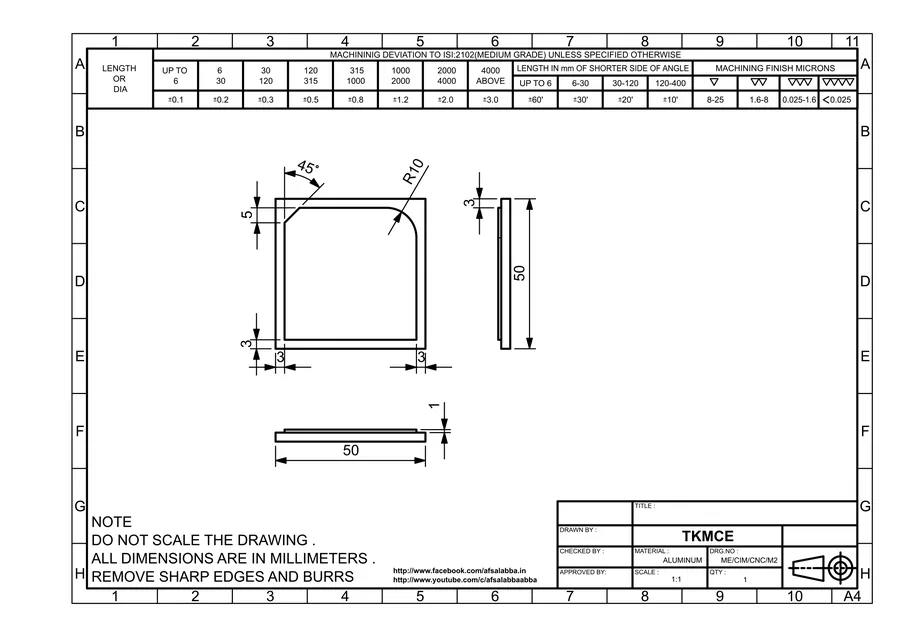 1 2 3 4 5 6 7 8 9 10 11
MACHININIG DEVIATION TO ISI:2102(MEDIUM GRADE) UNLESS SPECIFIED OTHERWISE
A LENGTH OR DIA A
UP TO 6
6 30
30 120
120 315
315 1000
1000 2000
2000 4000
4000 ABOVE
LENGTH IN mm OF SHORTER SIDE OF ANGLE
MACHINING FINISH MICRONS
UP TO 6 6-30 30-120 120-400
±0.1 ±0.2 ±0.3 ±0.5 ±0.8 ±1.2 ±2.0 ±3.0 ±60' ±30' ±20' ±10' 8-25 1.6-8 0.025-1.6 <0.025
B B
45°
R10
C 5 3 C
50
D D
3
E 3 3 E
1
F F
50
G G
TITLE :
NOTE
DO NOT SCALE THE DRAWING .
ALL DIMENSIONS ARE IN MILLIMETERS .
REMOVE SHARP EDGES AND BURRS
http://www.facebook.com/afsalabba.in
http://www.youtube.com/c/afsalabbaabba
DRAWN BY :
TKMCE
CHECKED BY :
MATERIAL :
ALUMINUM
DRG.NO :
ME/CIM/CNC/M2
APPROVED BY:
SCALE :
1:1
QTY :
1
H H
1 2 3 4 5 6 7 8 9 10 A4